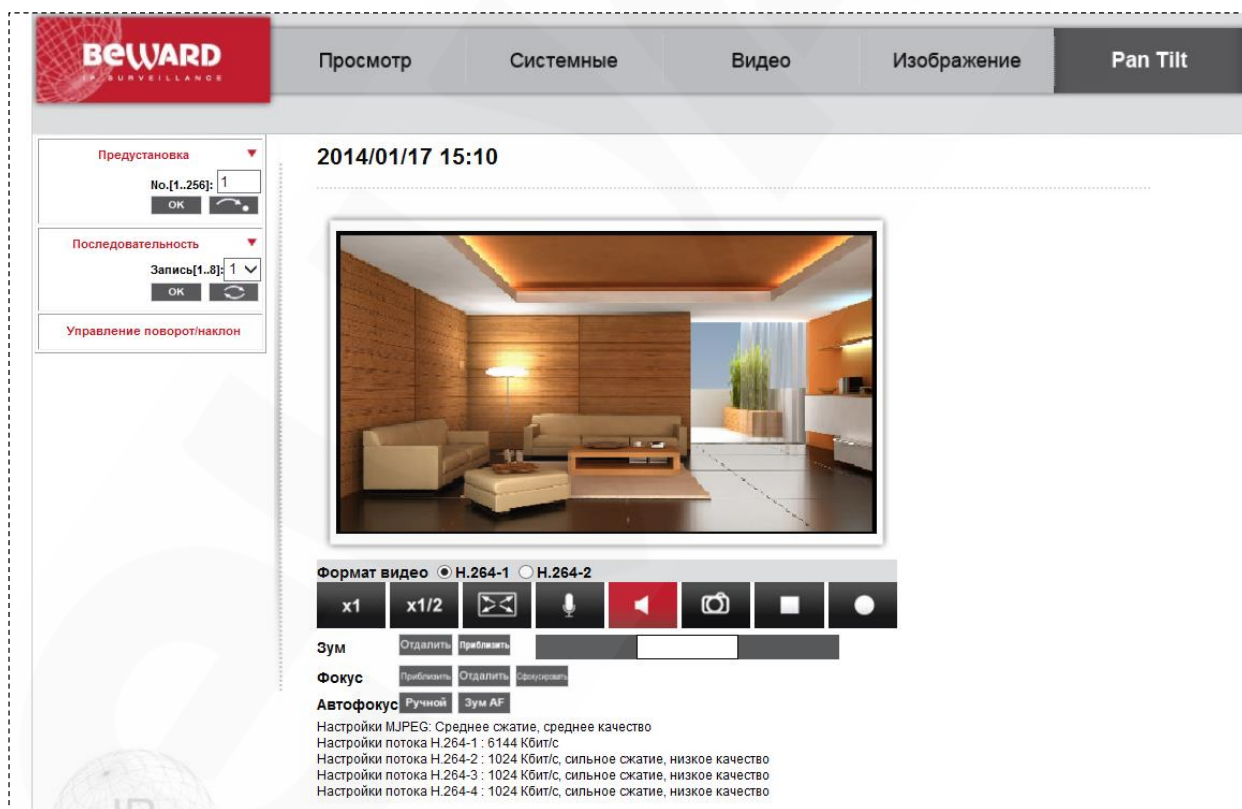 BEWARD
IP SURVEILLANCE
Просмотр
Системные
Видео
Изображение
Pan Tilt
Предустановка
No.[1..256]: 1
OK
Последовательность
Запись[1..8]: 1
OK
Управление поворот/наклон
2014/01/17 15:10
Формат видео H.264-1 H.264-2
x1 x1/2
Зум Отдалить Приблизить
Фокус Приблизить Отдалить Сфокусировать
Автофокус Ручной Зум AF
Настройки MJPEG: Среднее сжатие, среднее качество
Настройки потока H.264-1 : 6144 Кбит/с
Настройки потока H.264-2 : 1024 Кбит/с, сильное сжатие, низкое качество
Настройки потока H.264-3 : 1024 Кбит/с, сильное сжатие, низкое качество
Настройки потока H.264-4 : 1024 Кбит/с, сильное сжатие, низкое качество
IP